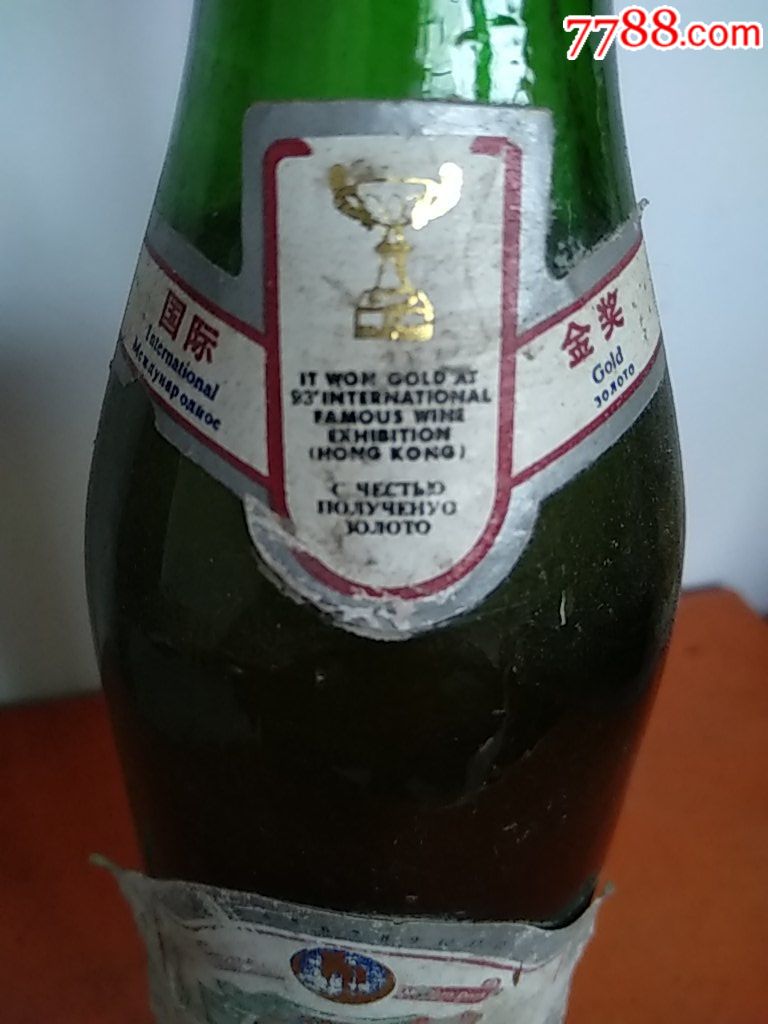 7788.com
国际
International
Международное
IT WON GOLD AT
93'INTERNATIONAL
FAMOUS WINE
EXHIBITION
(HONG KONG)
С ЧЕСТЬЮ
ПОЛУЧЕНУО
ЗОЛОТО
金奖
Gold
ЗОЛОТО